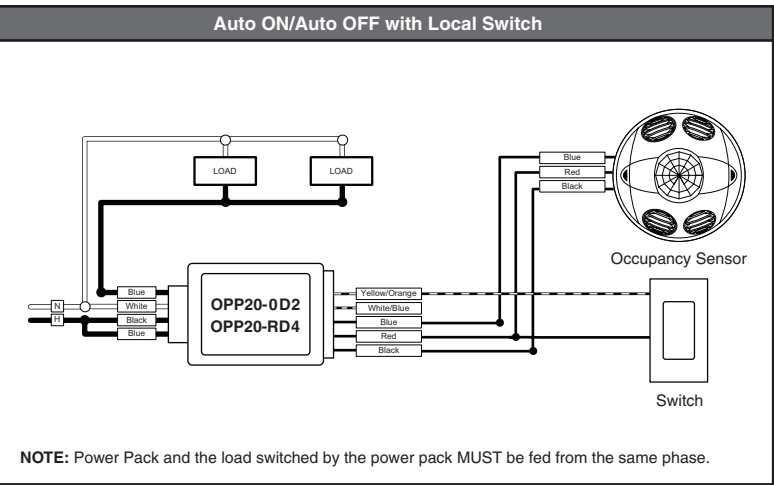 Auto ON/Auto OFF with Local Switch
LOAD
LOAD
Blue
Red
Black
Occupancy Sensor
Blue
N
White
H
Black
Blue
OPP20-0D2
OPP20-RD4
Yellow/Orange
White/Blue
Blue
Red
Black
Switch
NOTE: Power Pack and the load switched by the power pack MUST be fed from the same phase.